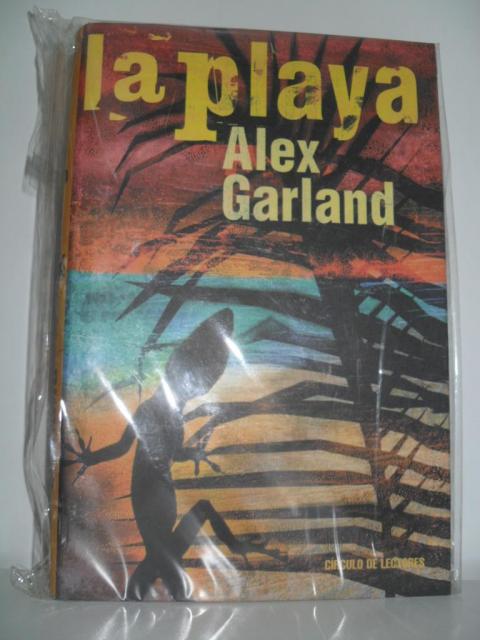 la playa
Alex
Garland
CÍRCULO DE LECTORES